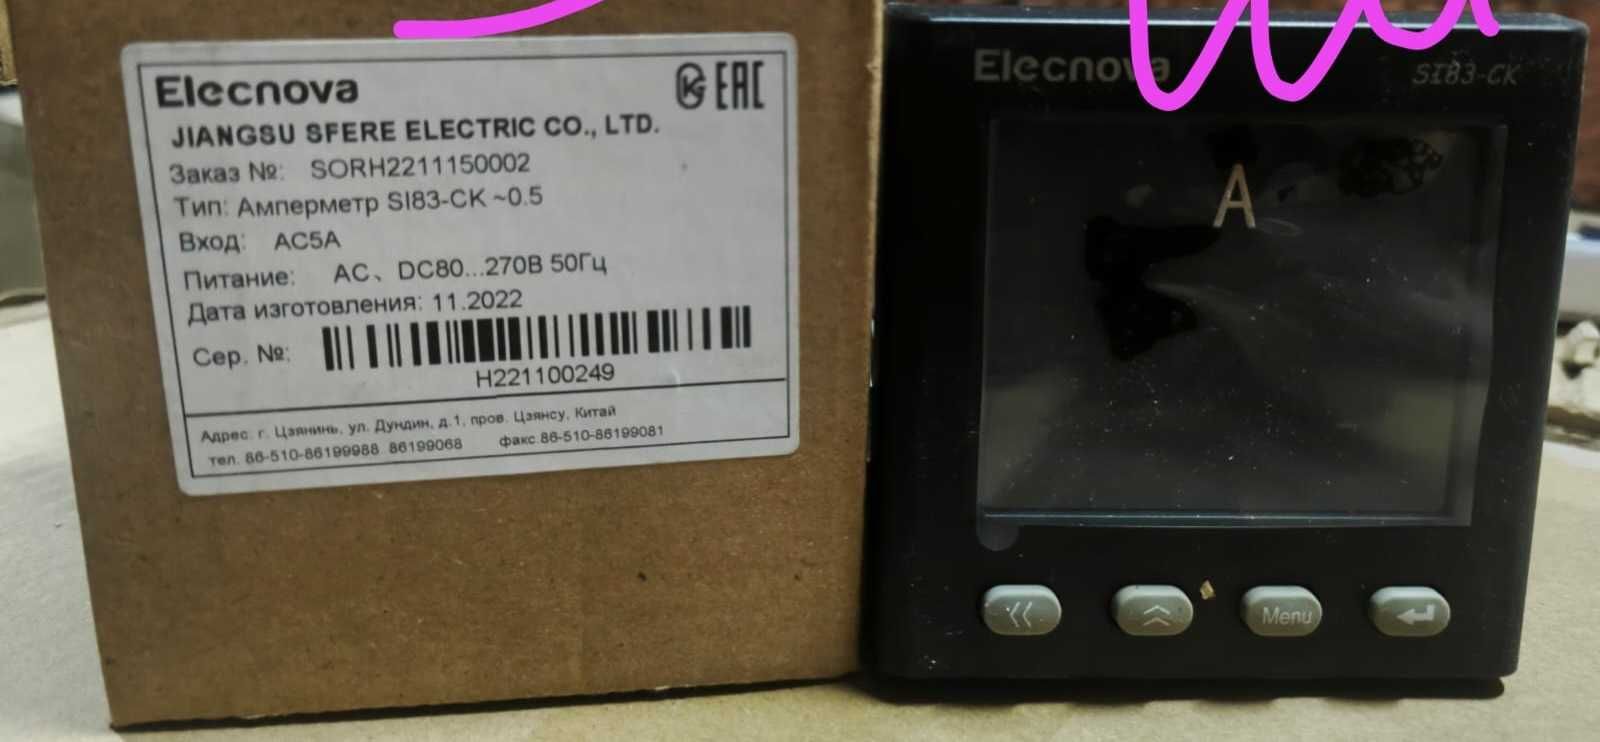 Elecnova EAC
JIANGSU SFERE ELECTRIC CO., LTD.
Заказ №: SORH2211150002
Тип: Амперметр SI83-CK ~0.5
Вход: AC5A
Питание: AC、DC80...270В 50Гц
Дата изготовления: 11.2022
Сер. №:
H221100249
Адрес: г. Цзянинь, ул. Дундин, д.1, пров. Цзянсу, Китай
тел. 86-510-86199988 86199068 факс.86-510-86199081
Elecnova SI83-CK
A
Menu